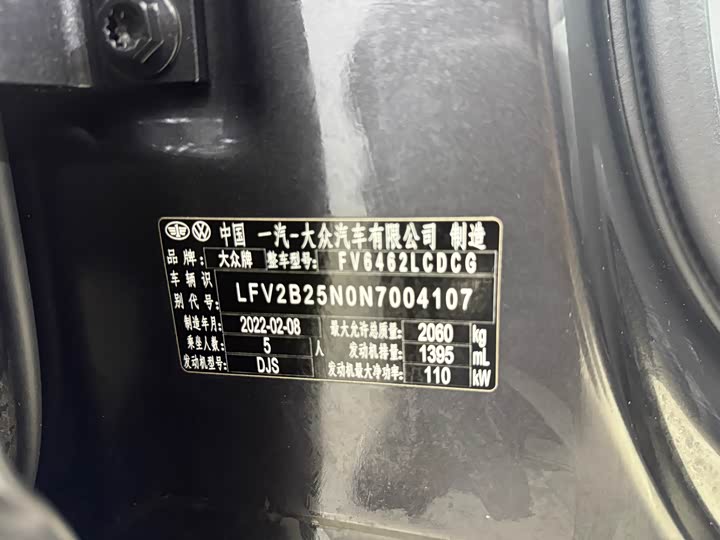 中国 一汽-大众汽车有限公司 制造
品牌: 大众牌 整车型号: FV6462LCDCG
车辆识别代号: LFV2B25N0N7004107
制造年月: 2022-02-08 最大允许总质量: 2060 kg
乘坐人数: 5 人 发动机排量: 1395 mL
发动机型号: DJS 发动机最大净功率: 110 kW